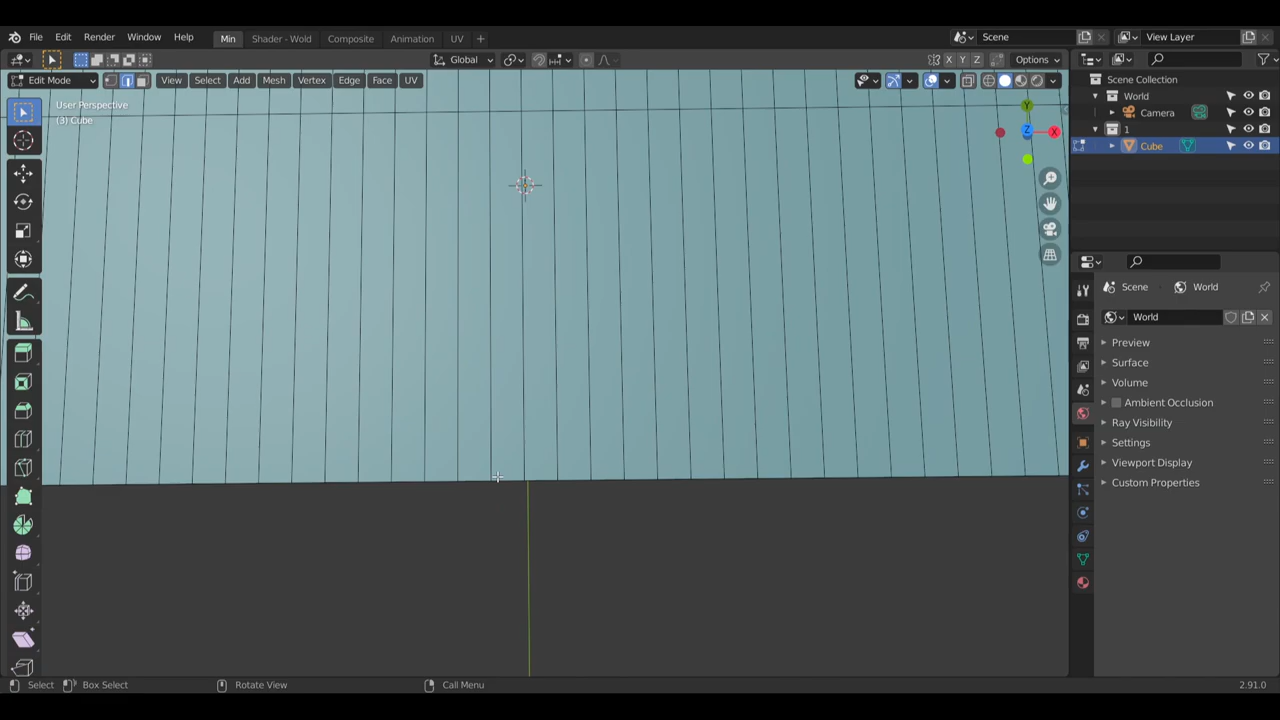 File Edit Render Window Help Min Shader - Wold Composite Animation UV Scene View Layer
Global X Y Z Options
Edit Mode View Select Add Mesh Vertex Edge Face UV
User Perspective
(3) Cube
Y
Z X
Scene Collection
World
Camera
1
Cube
Scene World
World
Preview
Surface
Volume
Ambient Occlusion
Ray Visibility
Settings
Viewport Display
Custom Properties
Select Box Select Rotate View Call Menu 2.91.0